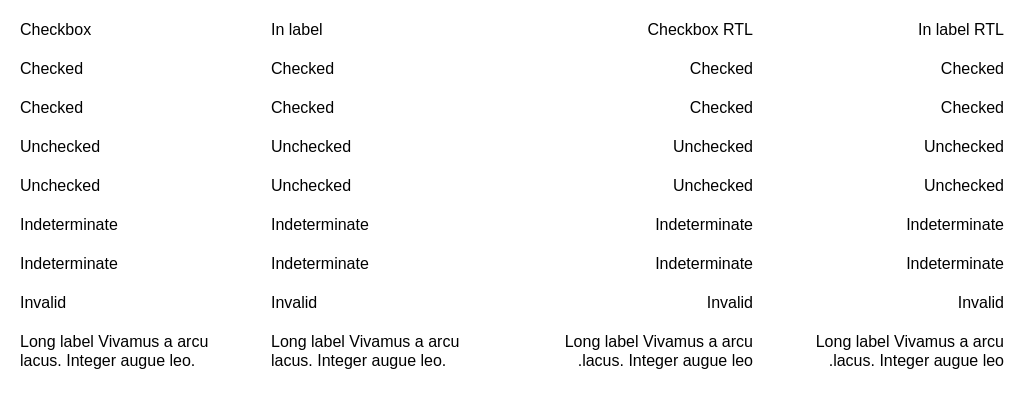 Checkbox In label Checkbox RTL In label RTL
Checked Checked Checked Checked
Checked Checked Checked Checked
Unchecked Unchecked Unchecked Unchecked
Unchecked Unchecked Unchecked Unchecked
Indeterminate Indeterminate Indeterminate Indeterminate
Indeterminate Indeterminate Indeterminate Indeterminate
Invalid Invalid Invalid Invalid
Long label Vivamus a arcu Long label Vivamus a arcu Long label Vivamus a arcu Long label Vivamus a arcu
lacus. Integer augue leo. lacus. Integer augue leo. .lacus. Integer augue leo .lacus. Integer augue leo